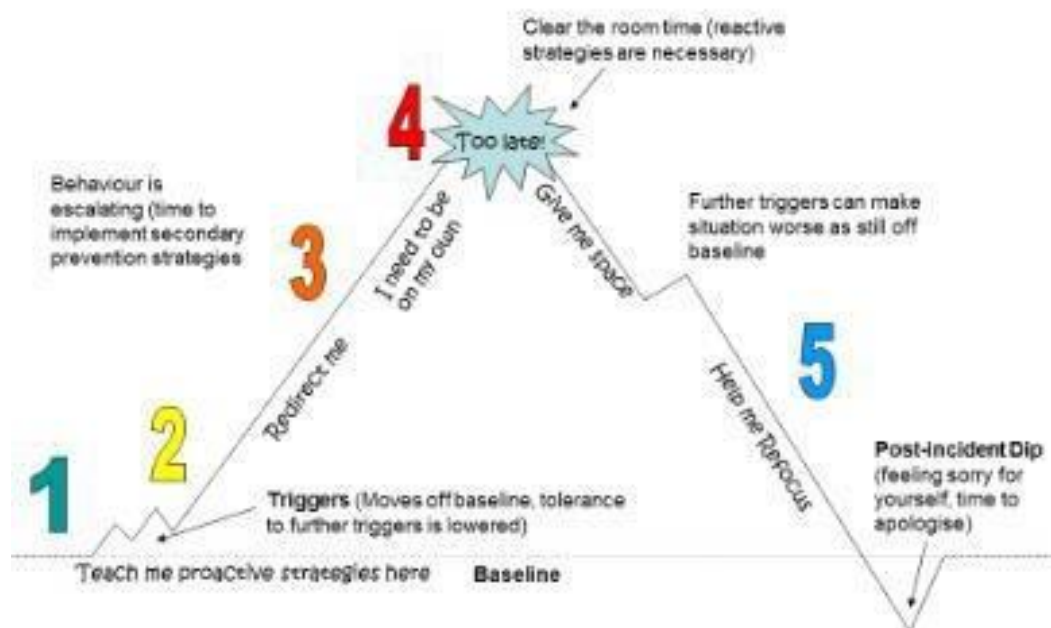 Clear the room time (reactive
strategies are necessary)
4
Too late!
Behaviour is
escalating (time to
implement secondary
prevention strategies
3
I need to be
on my own
Give me space
Further triggers can make
situation worse as still off
baseline
Redirect me
5
Help me Refocus
2
1
Triggers (Moves off baseline, tolerance
to further triggers is lowered)
Post-Incident Dip
(feeling sorry for
yourself, time to
apologise)
Teach me proactive strategies here
Baseline